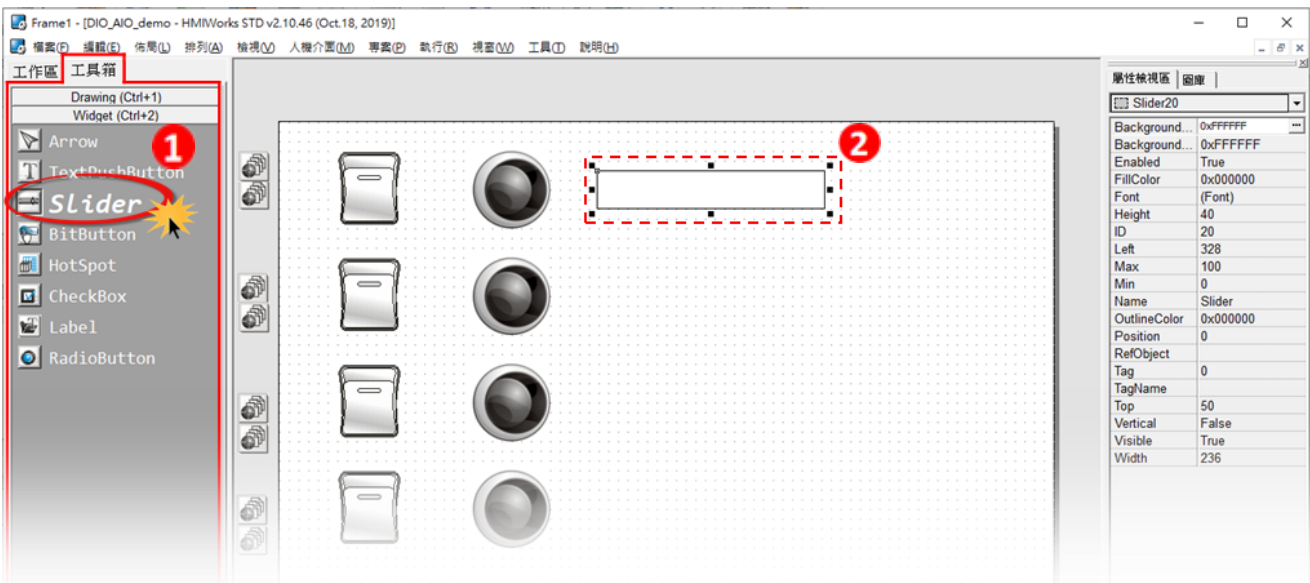 Frame1 - [DIO_AIO_demo - HMIWorks STD v2.10.46 (Oct.18, 2019)]
檔案(F) 編輯(E) 佈局(L) 排列(A) 檢視(V) 人機介面(M) 專案(P) 執行(R) 視窗(W) 工具(T) 說明(H)
工作區 工具箱
Drawing (Ctrl+1)
Widget (Ctrl+2)
Arrow
1
TextPushButton
Slider
BitButton
HotSpot
CheckBox
Label
RadioButton
2
屬性檢視區 圖庫
Slider20
Background... 0xFFFFFF ...
Background... 0xFFFFFF
Enabled True
FillColor 0x000000
Font (Font)
Height 40
ID 20
Left 328
Max 100
Min 0
Name Slider
OutlineColor 0x000000
Position 0
RefObject
Tag 0
TagName
Top 50
Vertical False
Visible True
Width 236